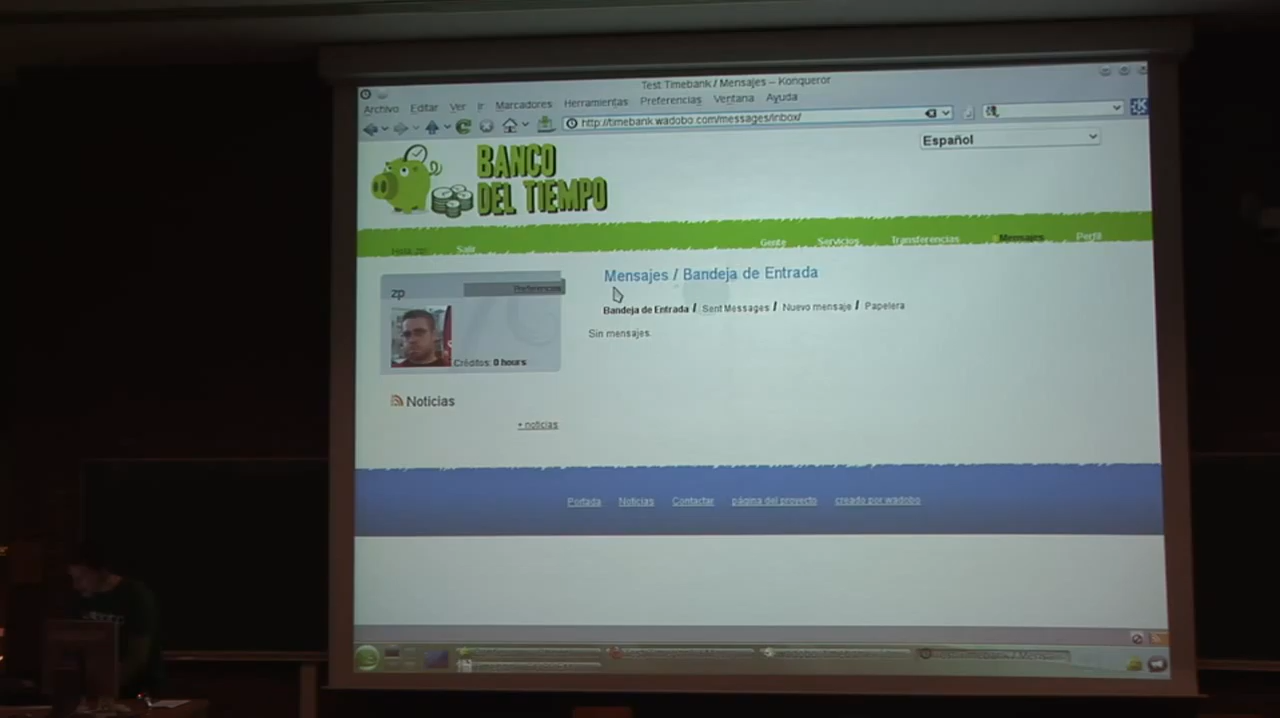 Test Timebank / Mensajes – Konqueror
Archivo Editar Ver Ir Marcadores Herramientas Preferencias Ventana Ayuda
http://timebank.wadobo.com/messages/inbox/
Español
BANCO
DEL TIEMPO
Hola zp Salir Gente Servicios Transferencias Mensajes Perfil
Mensajes / Bandeja de Entrada
zp Preferencias
Bandeja de Entrada / Sent Messages / Nuevo mensaje / Papelera
Sin mensajes.
Créditos: 0 hours
Noticias
+ noticias
Portada Noticias Contactar página del proyecto creado por wadobo